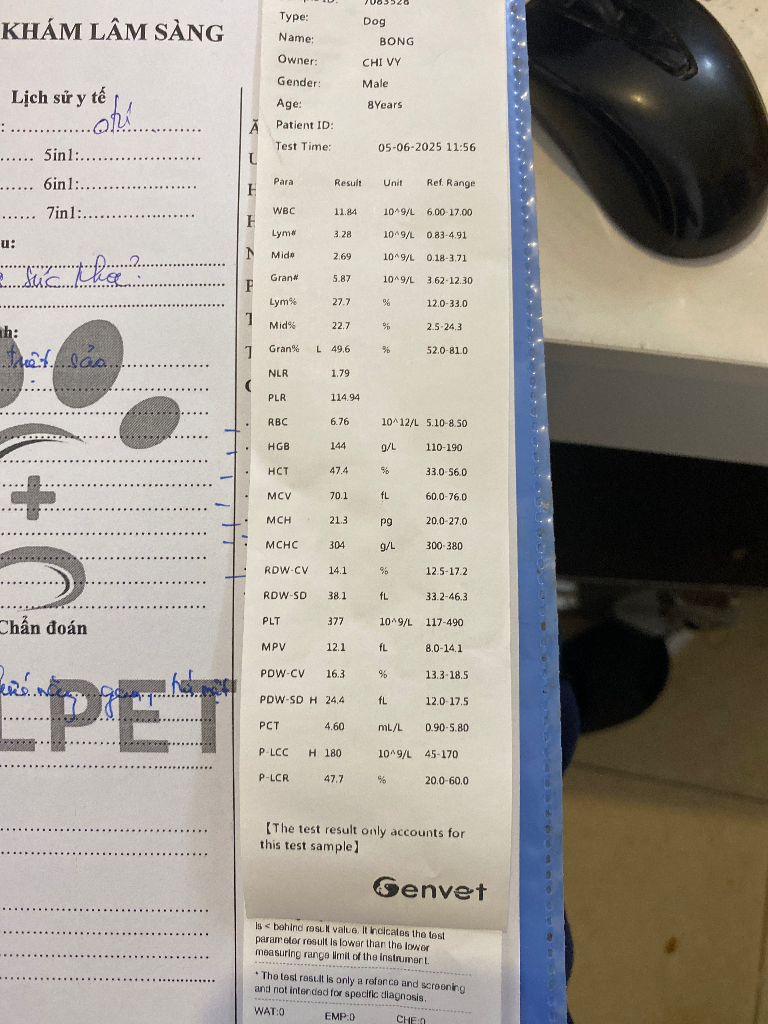 KHÁM LÂM SÀNG
Lịch sử y tế
5in1:
6in1:
7in1:
sức khỏe?
Chẩn đoán
LPET
7083528
Type: Dog
Name: BONG
Owner: CHI VY
Gender: Male
Age: 8Years
Patient ID:
Test Time: 05-06-2025 11:56
Para Result Unit Ref. Range
WBC 11.84 10^9/L 6.00-17.00
Lym# 3.28 10^9/L 0.83-4.91
Mid# 2.69 10^9/L 0.18-3.71
Gran# 5.87 10^9/L 3.62-12.30
Lym% 27.7 % 12.0-33.0
Mid% 22.7 % 2.5-24.3
Gran% L 49.6 % 52.0-81.0
NLR 1.79
PLR 114.94
RBC 6.76 10^12/L 5.10-8.50
HGB 144 g/L 110-190
HCT 47.4 % 33.0-56.0
MCV 70.1 fL 60.0-76.0
MCH 21.3 pg 20.0-27.0
MCHC 304 g/L 300-380
RDW-CV 14.1 % 12.5-17.2
RDW-SD 38.1 fL 33.2-46.3
PLT 377 10^9/L 117-490
MPV 12.1 fL 8.0-14.1
PDW-CV 16.3 % 13.3-18.5
PDW-SD H 24.4 fL 12.0-17.5
PCT 4.60 mL/L 0.90-5.80
P-LCC H 180 10^9/L 45-170
P-LCR 47.7 % 20.0-60.0
【The test result only accounts for
this test sample】
Genvet
is < behind result value. It indicates the test
parameter result is lower than the lower
measuring range limit of the instrument.
* The test result is only a refence and screening
and not intended for specific diagnosis.
WAT:0 EMP:0 CHE:0